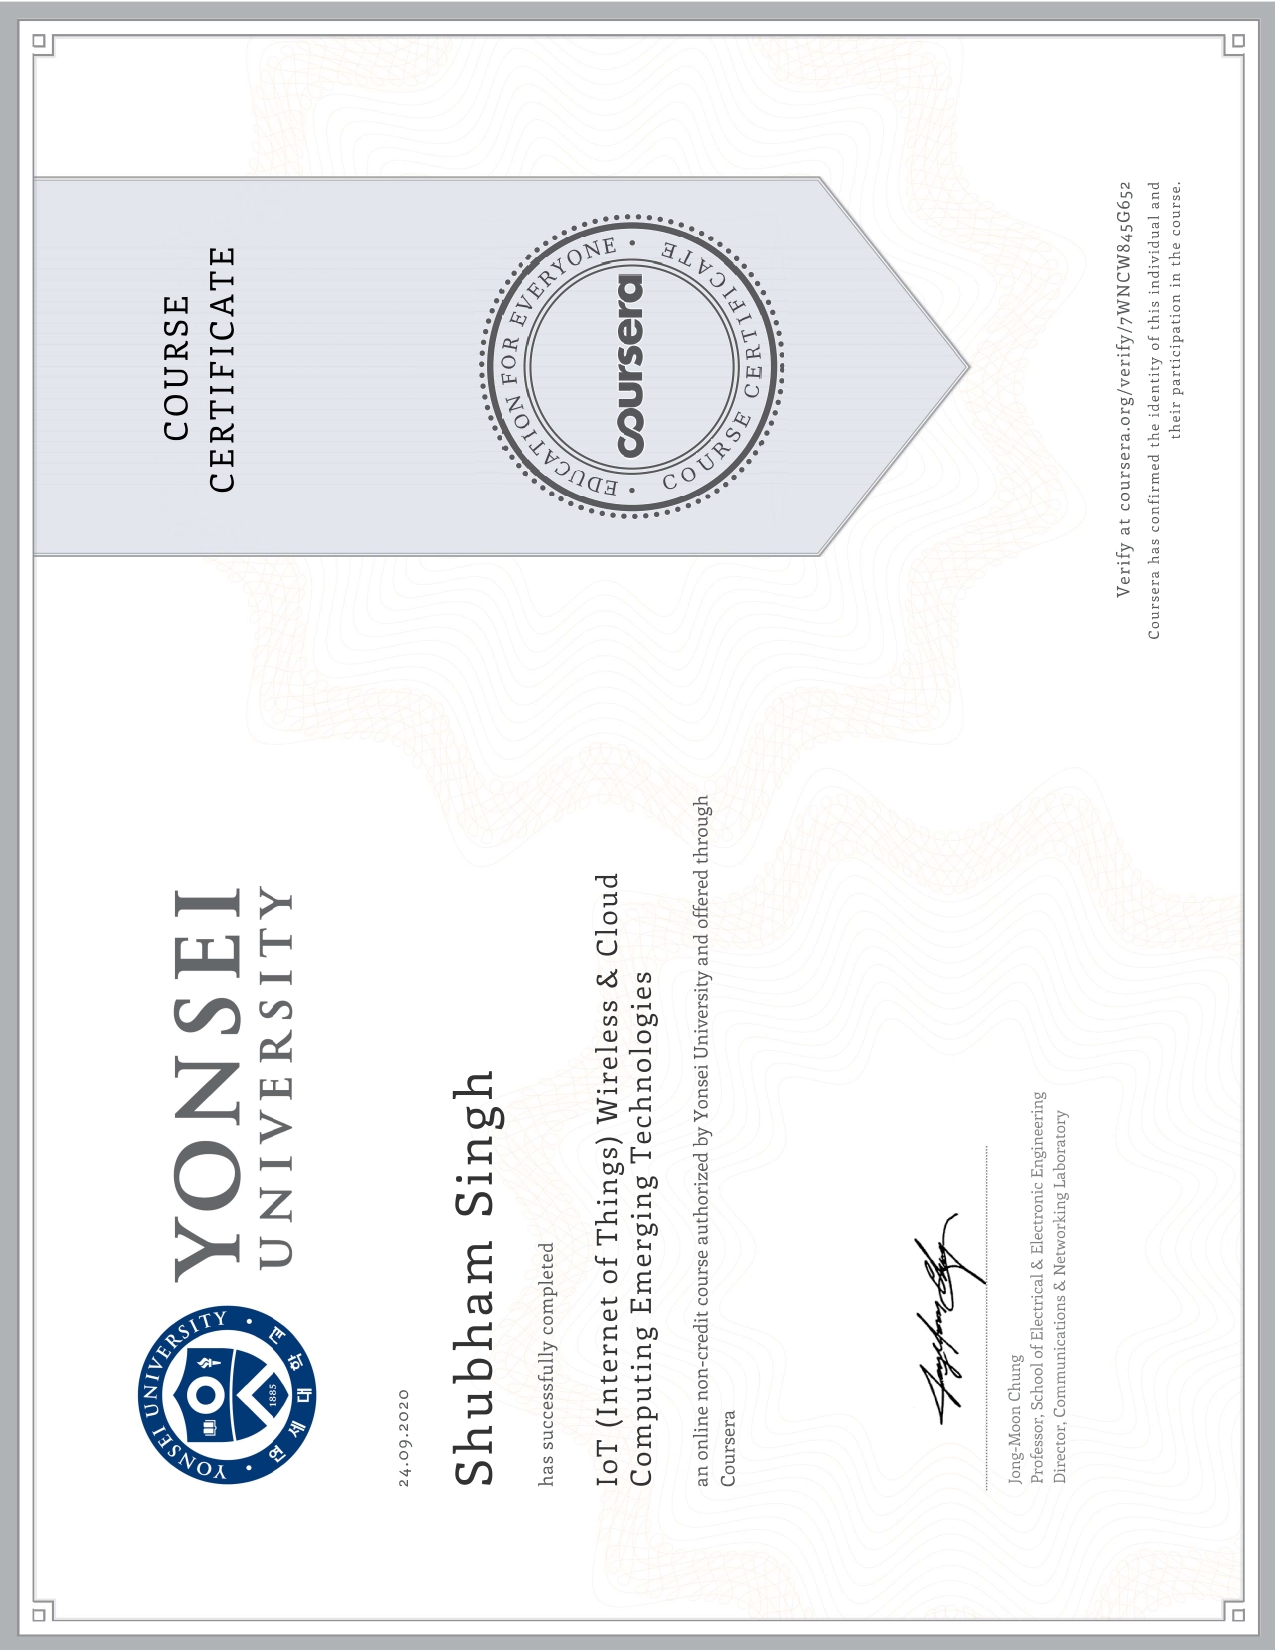 YONSEI UNIVERSITY
1885
연세대학교
YONSEI
UNIVERSITY
COURSE
CERTIFICATE
24.09.2020
Shubham Singh
has successfully completed
IoT (Internet of Things) Wireless & Cloud
Computing Emerging Technologies
an online non-credit course authorized by Yonsei University and offered through
Coursera
EDUCATION FOR EVERYONE
coursera
COURSE CERTIFICATE
Jong-Moon Chung
Professor, School of Electrical & Electronic Engineering
Director, Communications & Networking Laboratory
Verify at coursera.org/verify/7WNCW845G652
Coursera has confirmed the identity of this individual and
their participation in the course.